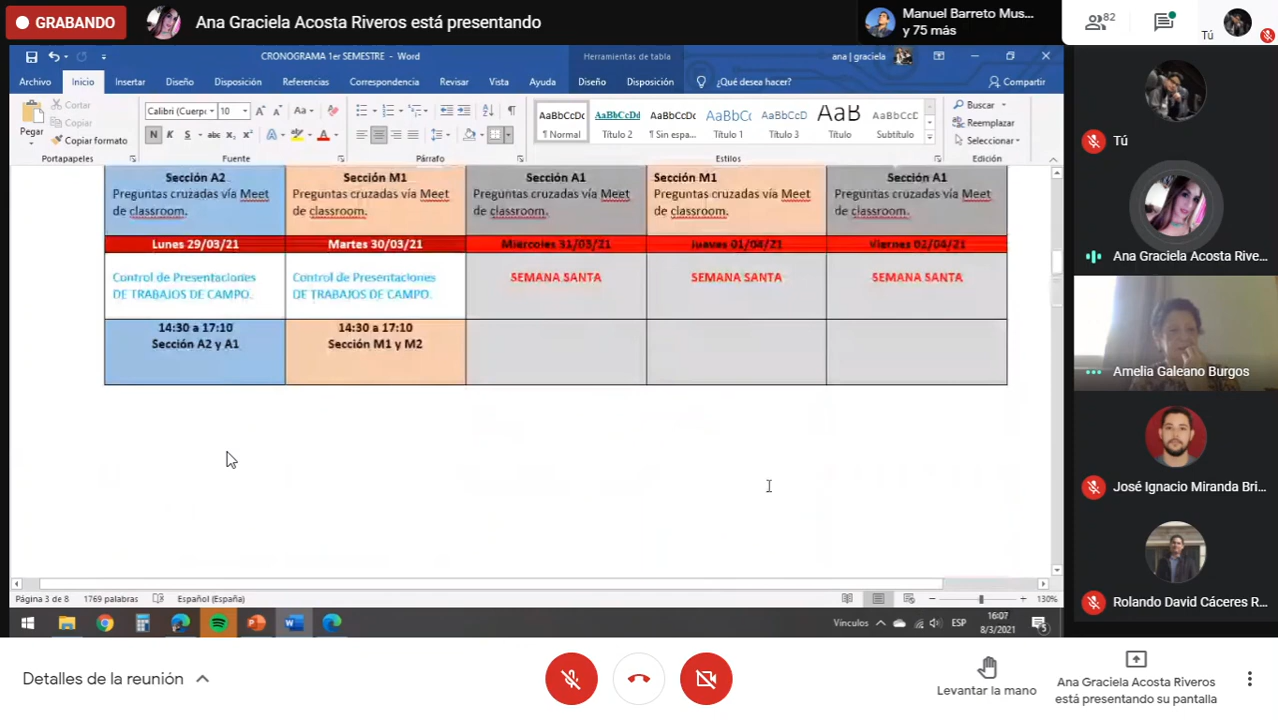 GRABANDO
Ana Graciela Acosta Riveros está presentando
Manuel Barreto Mus...
y 75 más
82
Tú
CRONOGRAMA 1er SEMESTRE - Word
Herramientas de tabla
ana | graciela
Archivo Inicio Insertar Diseño Disposición Referencias Correspondencia Revisar Vista Ayuda Diseño Disposición ¿Qué desea hacer? Compartir
Pegar
Cortar
Copiar
Copiar formato
Portapapeles
Calibri (Cuerpo 10
N K S abc x₂ x²
Fuente
Párrafo
AaBbCcDc
¶ Normal
AaBbCcDd
Título 2
AaBbCcDc
¶ Sin espa...
AaBbCc
Título 1
AaBbCcD
Título 3
AaB
Título
AaBbCcD
Subtítulo
Estilos
Buscar
Reemplazar
Seleccionar
Edición
Sección A2
Preguntas cruzadas vía Meet
de classroom.
Sección M1
Preguntas cruzadas vía Meet
de classroom.
Sección A1
Preguntas cruzadas vía Meet
de classroom.
Sección M1
Preguntas cruzadas vía Meet
de classroom.
Sección A1
Preguntas cruzadas vía Meet
de classroom.
Lunes 29/03/21
Martes 30/03/21
Miercoles 31/03/21
Jueves 01/04/21
Viernes 02/04/21
Control de Presentaciones
DE TRABAJOS DE CAMPO.
Control de Presentaciones
DE TRABAJOS DE CAMPO.
SEMANA SANTA
SEMANA SANTA
SEMANA SANTA
14:30 a 17:10
Sección A2 y A1
14:30 a 17:10
Sección M1 y M2
Página 3 de 8 1769 palabras Español (España)
130%
Vínculos
ESP
16:07
8/3/2021
5
Tú
Ana Graciela Acosta Rive...
Amelia Galeano Burgos
José Ignacio Miranda Bri...
Rolando David Cáceres R...
Detalles de la reunión
Levantar la mano
Ana Graciela Acosta Riveros
está presentando su pantalla